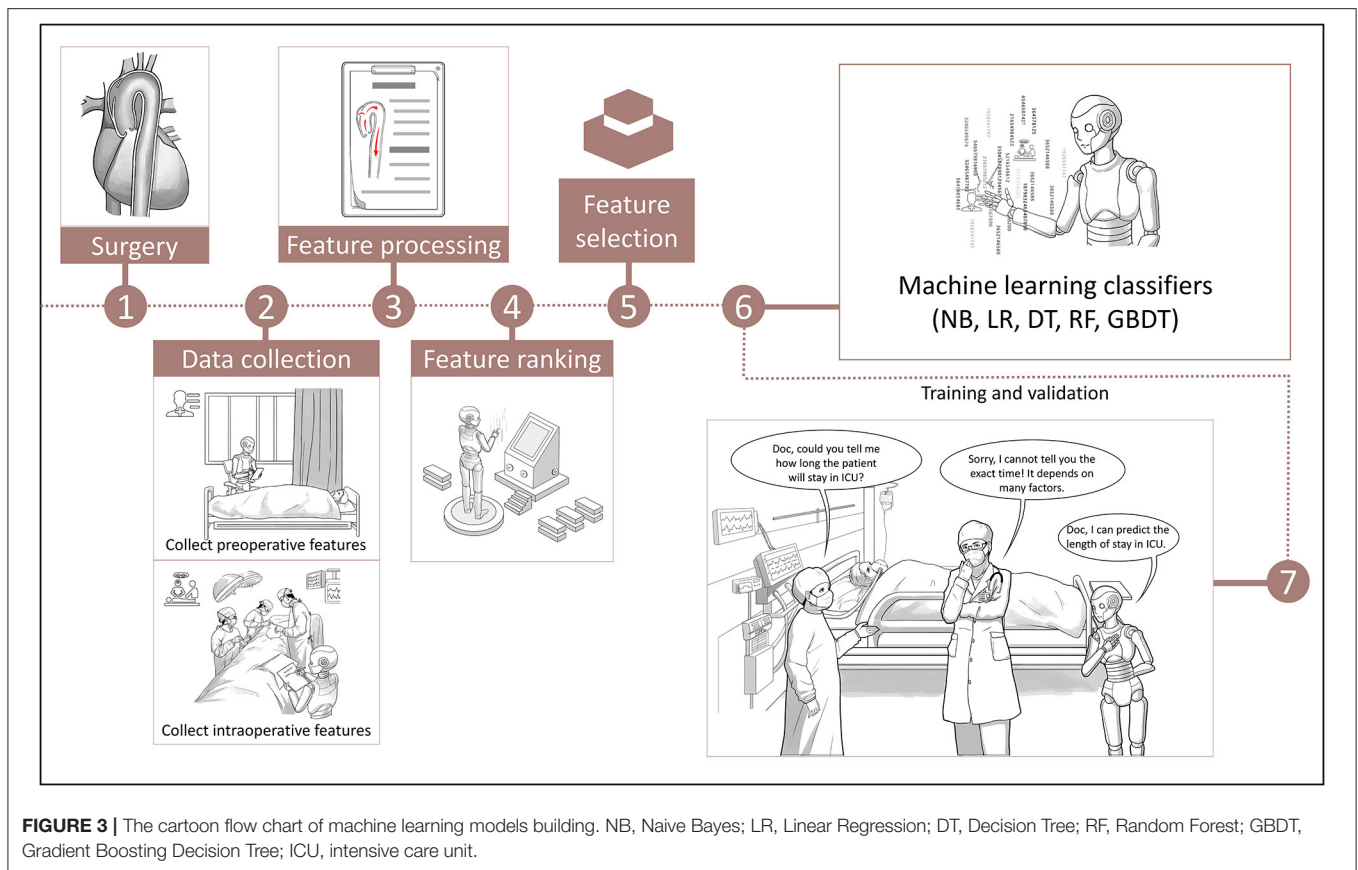 Surgery
1
2
Data collection
Collect preoperative features
Collect intraoperative features
Feature processing
3
4
Feature ranking
Feature
selection
5
6
Machine learning classifiers
(NB, LR, DT, RF, GBDT)
Training and validation
7
Doc, could you tell me
how long the patient
will stay in ICU?
Sorry, I cannot tell you the
exact time! It depends on
many factors.
Doc, I can predict the
length of stay in ICU.
FIGURE 3 | The cartoon flow chart of machine learning models building. NB, Naive Bayes; LR, Linear Regression; DT, Decision Tree; RF, Random Forest; GBDT,
Gradient Boosting Decision Tree; ICU, intensive care unit.